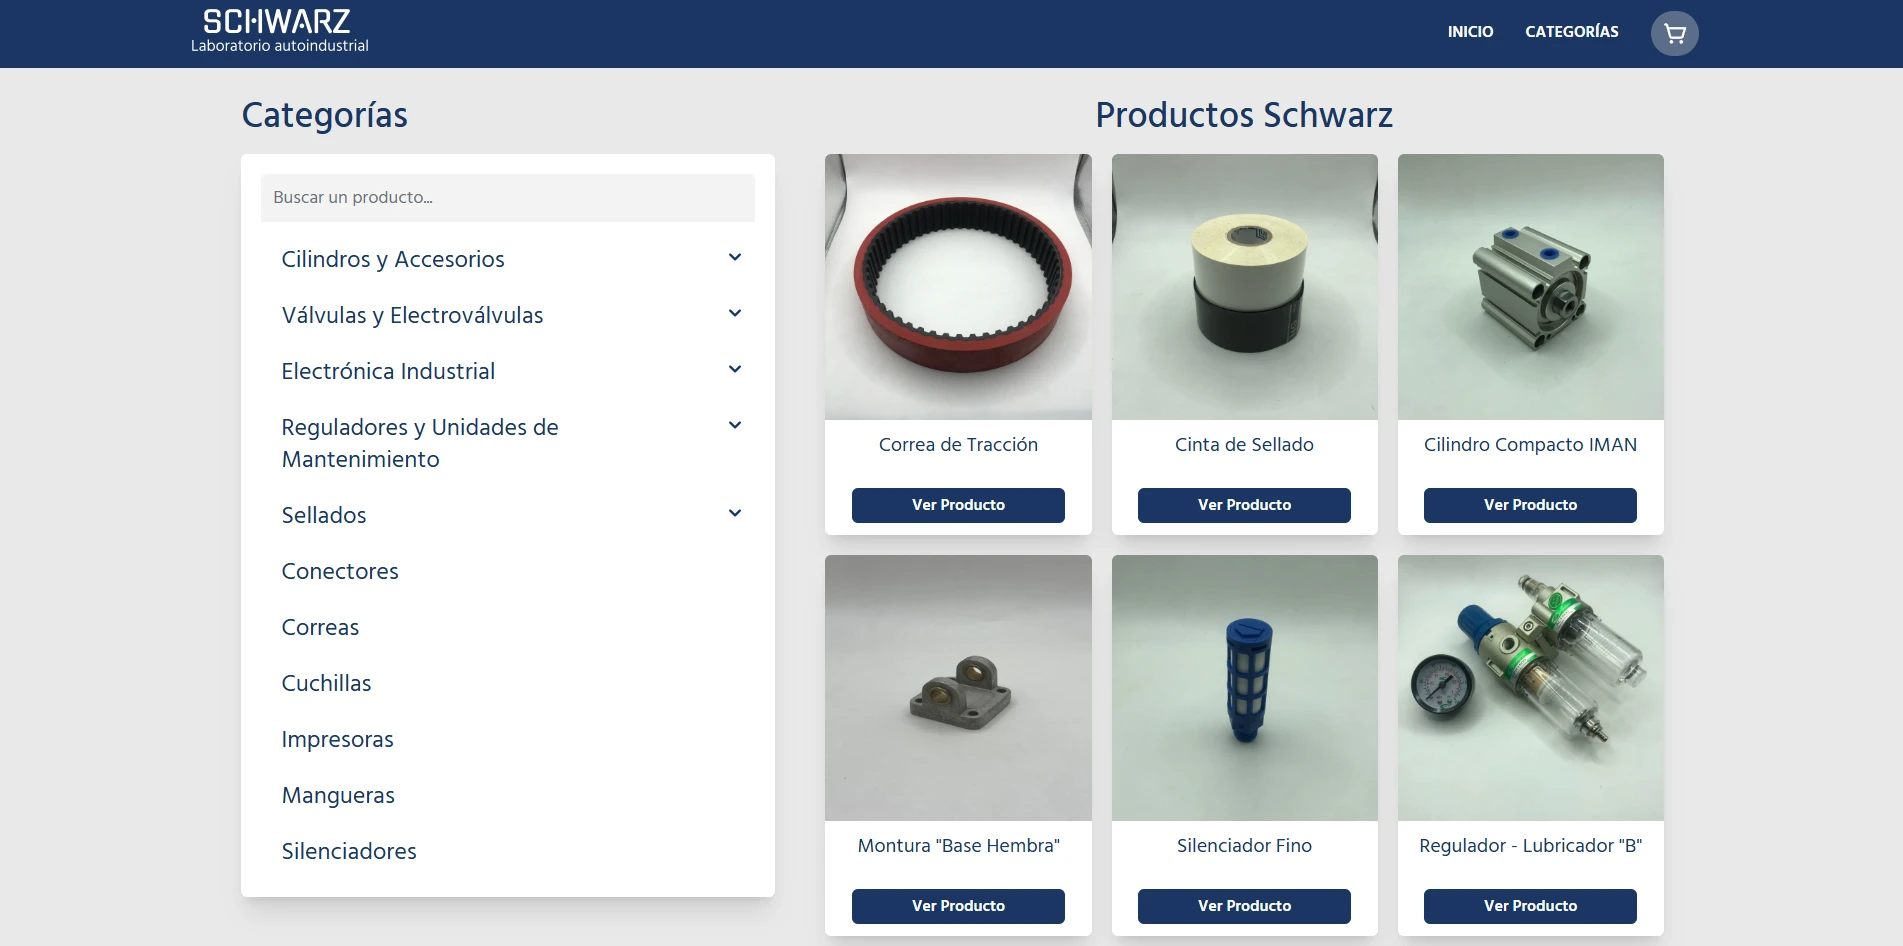 SCHWARZ
Laboratorio autoindustrial
INICIO
CATEGORÍAS
Categorías
Buscar un producto...
Cilindros y Accesorios
Válvulas y Electroválvulas
Electrónica Industrial
Reguladores y Unidades de
Mantenimiento
Sellados
Conectores
Correas
Cuchillas
Impresoras
Mangueras
Silenciadores
Productos Schwarz
Correa de Tracción
Ver Producto
Cinta de Sellado
Ver Producto
Cilindro Compacto IMAN
Ver Producto
Montura "Base Hembra"
Ver Producto
Silenciador Fino
Ver Producto
Regulador - Lubricador "B"
Ver Producto